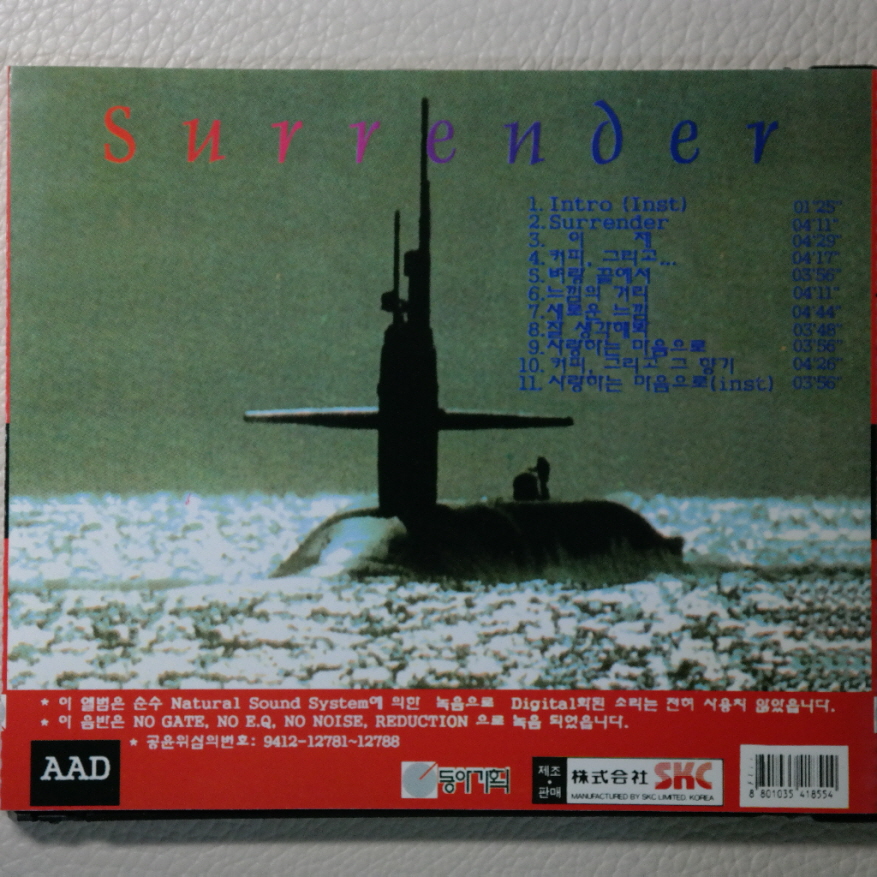 Surrender
1. Intro (Inst) 01'25"
2. Surrender 04'11"
3. 이 제 04'29"
4. 커피, 그리고... 04'17"
5. 벼랑 끝에서 03'56"
6. 느낌의 거리 04'11"
7. 새로운 느낌 04'44"
8. 잘 생각해봐 03'48"
9. 사랑하는 마음으로 03'56"
10. 커피, 그리고 그 향기 04'26"
11. 사랑하는 마음으로(inst) 03'56"
* 이 앨범은 순수 Natural Sound System에 의한 녹음으로 Digital화된 소리는 전혀 사용치 않았읍니다.
* 이 음반은 NO GATE, NO E.Q, NO NOISE, REDUCTION 으로 녹음 되었읍니다.
* 공윤위심의번호: 9412-12781~12788
AAD
동아기획
제조·판매
株式会社 SKC
MANUFACTURED BY SKC LIMITED. KOREA
8 801035 418554